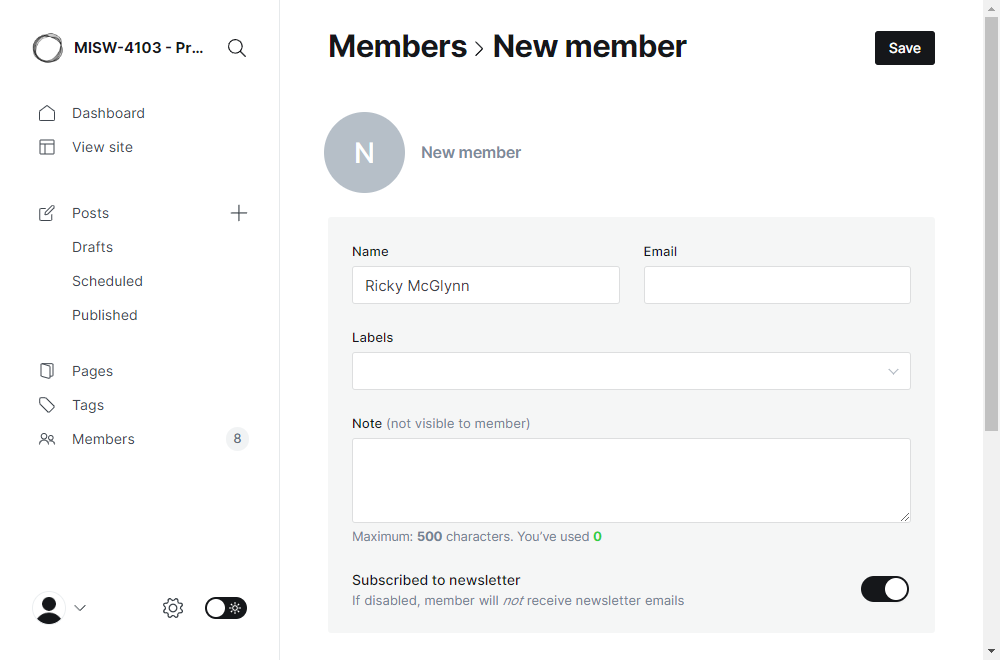 MISW-4103 - Pr...
Dashboard
View site
Posts
Drafts
Scheduled
Published
Pages
Tags
Members 8
Members > New member
Save
N
New member
Name
Email
Ricky McGlynn
Labels
Note (not visible to member)
Maximum: 500 characters. You’ve used 0
Subscribed to newsletter
If disabled, member will not receive newsletter emails